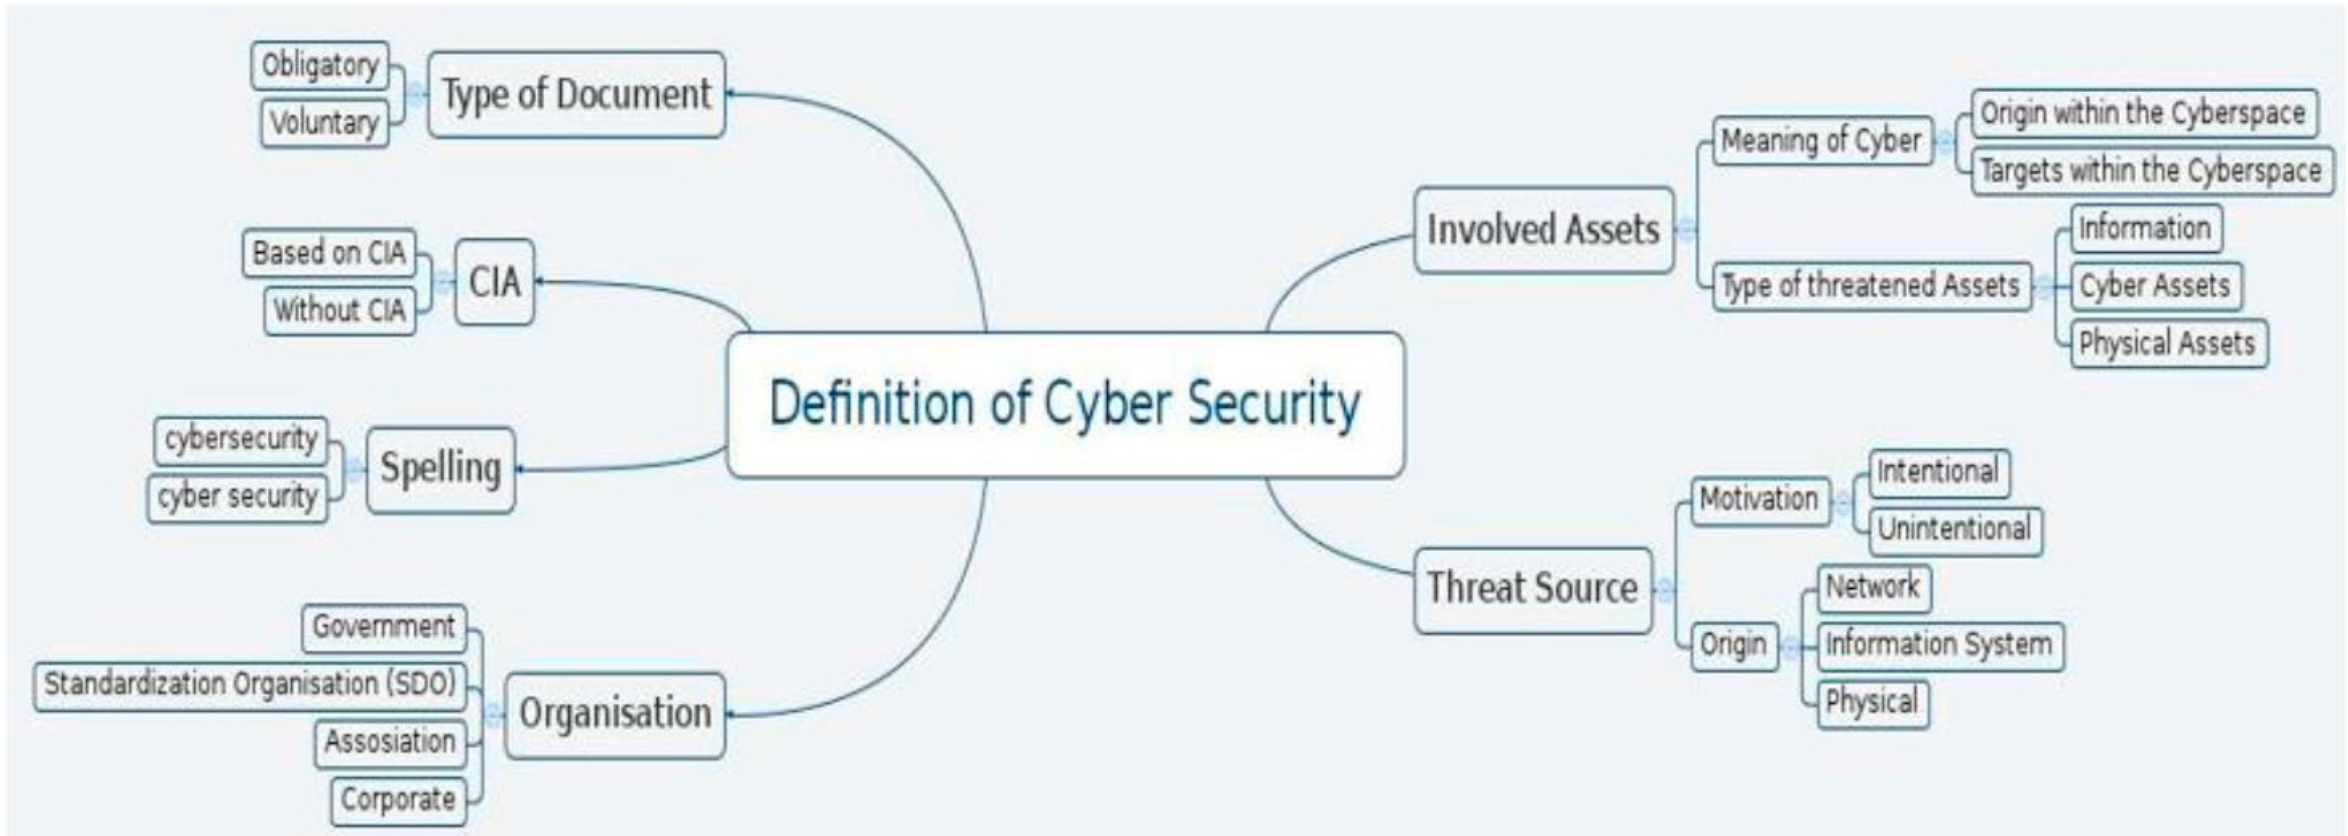 Obligatory
Voluntary
Type of Document
Based on CIA
Without CIA
CIA
cybersecurity
cyber security
Spelling
Government
Standardization Organisation (SDO)
Assosiation
Corporate
Organisation
Definition of Cyber Security
Involved Assets
Meaning of Cyber
Origin within the Cyberspace
Targets within the Cyberspace
Type of threatened Assets
Information
Cyber Assets
Physical Assets
Threat Source
Motivation
Intentional
Unintentional
Origin
Network
Information System
Physical